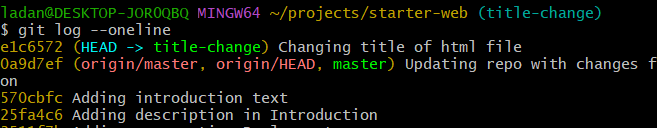 ladan@DESKTOP-JOROQBQ MINGW64 ~/projects/starter-web (title-change)
$ git log --oneline
e1c6572 (HEAD -> title-change) Changing title of html file
0a9d7ef (origin/master, origin/HEAD, master) Updating repo with changes f
on
570cbfc Adding introduction text
25fa4c6 Adding description in Introduction